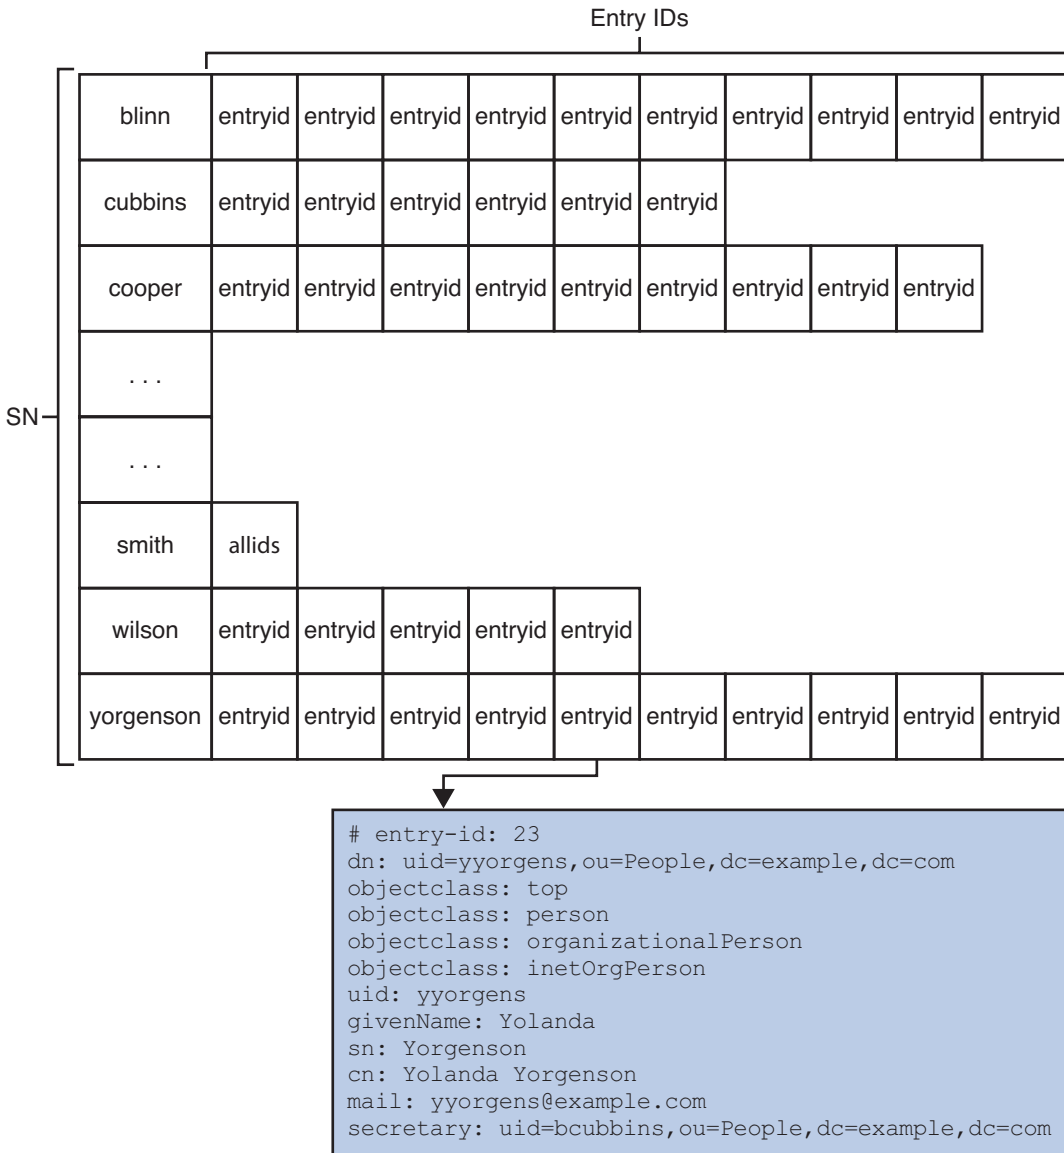 Entry IDs
blinn entryid entryid entryid entryid entryid entryid entryid entryid entryid entryid
cubbins entryid entryid entryid entryid entryid entryid
cooper entryid entryid entryid entryid entryid entryid entryid entryid entryid
. . .
SN
. . .
smith allids
wilson entryid entryid entryid entryid entryid
yorgenson entryid entryid entryid entryid entryid entryid entryid entryid entryid entryid
# entry-id: 23
dn: uid=yyorgens,ou=People,dc=example,dc=com
objectclass: top
objectclass: person
objectclass: organizationalPerson
objectclass: inetOrgPerson
uid: yyorgens
givenName: Yolanda
sn: Yorgenson
cn: Yolanda Yorgenson
mail: yyorgens@example.com
secretary: uid=bcubbins,ou=People,dc=example,dc=com